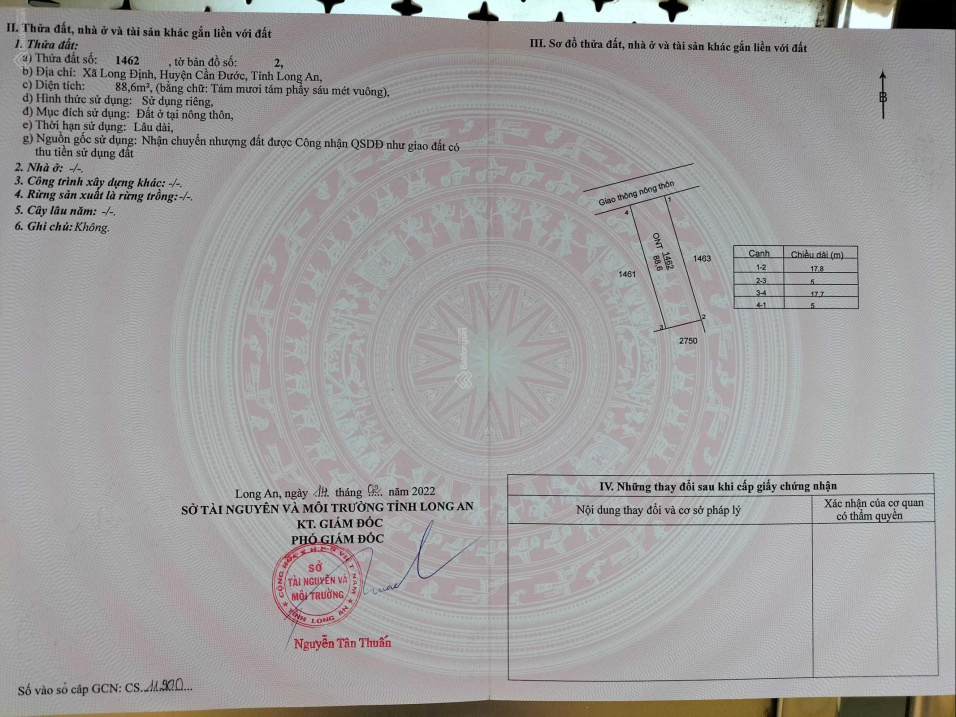 II. Thửa đất, nhà ở và tài sản khác gắn liền với đất
1. Thửa đất:
a) Thửa đất số: 1462 , tờ bản đồ số: 2,
b) Địa chỉ: Xã Long Định, Huyện Cần Đước, Tỉnh Long An,
c) Diện tích: 88,6m², (bằng chữ: Tám mươi tám phẩy sáu mét vuông),
d) Hình thức sử dụng: Sử dụng riêng,
đ) Mục đích sử dụng: Đất ở tại nông thôn,
e) Thời hạn sử dụng: Lâu dài,
g) Nguồn gốc sử dụng: Nhận chuyển nhượng đất được Công nhận QSDĐ như giao đất có
thu tiền sử dụng đất
2. Nhà ở: -/-.
3. Công trình xây dựng khác: -/-.
4. Rừng sản xuất là rừng trồng: -/-.
5. Cây lâu năm: -/-.
6. Ghi chú: Không.
Long An, ngày 14 tháng 02 năm 2022
SỞ TÀI NGUYÊN VÀ MÔI TRƯỜNG TỈNH LONG AN
KT. GIÁM ĐỐC
PHÓ GIÁM ĐỐC
CỘNG HÒA X.H.C.N VIỆT NAM
SỞ
TÀI NGUYÊN VÀ
MÔI TRƯỜNG
TỈNH LONG AN
Nguyễn Tân Thuấn
Số vào sổ cấp GCN: CS...
III. Sơ đồ thửa đất, nhà ở và tài sản khác gắn liền với đất
B
Giao thông nông thôn
4 1
ONT 1462
88,6
1461
1463
3 2
2750
Cạnh Chiều dài (m)
1-2 17,8
2-3 5
3-4 17,7
4-1 5
IV. Những thay đổi sau khi cấp giấy chứng nhận
Nội dung thay đổi và cơ sở pháp lý
Xác nhận của cơ quan
có thẩm quyền
Batdongsan